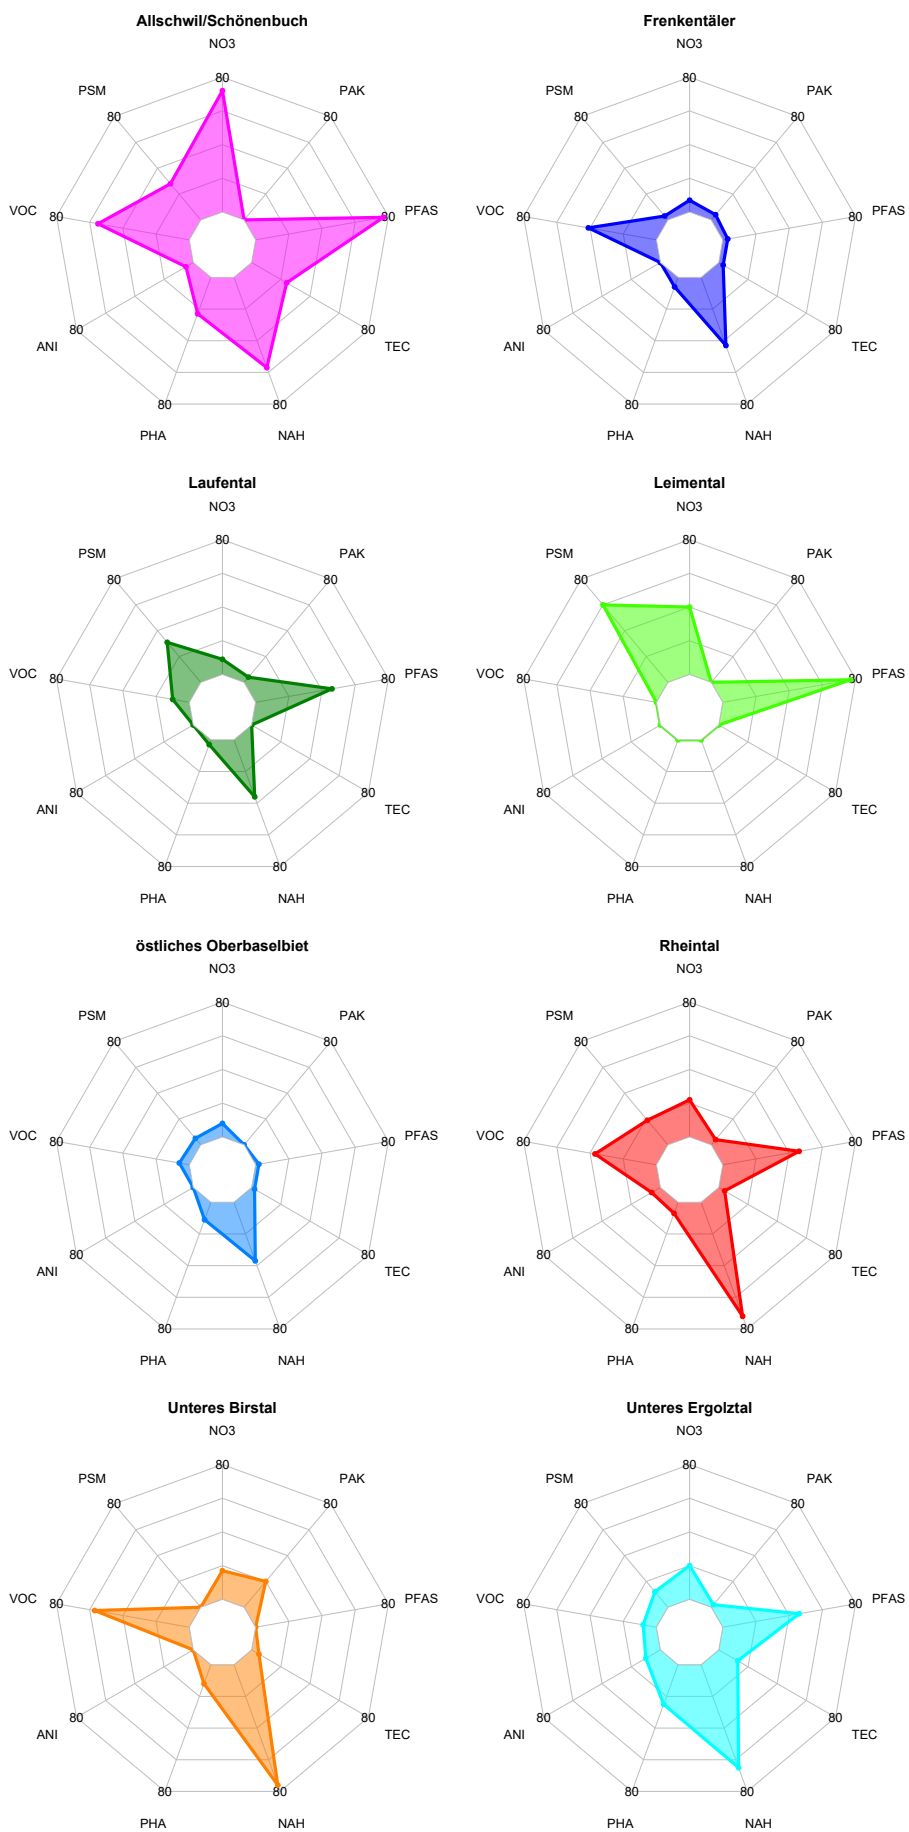 Allschwil/Schönenbuch
NO3
80
PAK
80
PFAS
80
TEC
80
NAH
80
PHA
80
ANI
80
VOC
80
PSM
80
Frenkentäler
NO3
80
PAK
80
PFAS
80
TEC
80
NAH
80
PHA
80
ANI
80
VOC
80
PSM
80
Laufental
NO3
80
PAK
80
PFAS
80
TEC
80
NAH
80
PHA
80
ANI
80
VOC
80
PSM
80
Leimental
NO3
80
PAK
80
PFAS
80
TEC
80
NAH
80
PHA
80
ANI
80
VOC
80
PSM
80
östliches Oberbaselbiet
NO3
80
PAK
80
PFAS
80
TEC
80
NAH
80
PHA
80
ANI
80
VOC
80
PSM
80
Rheintal
NO3
80
PAK
80
PFAS
80
TEC
80
NAH
80
PHA
80
ANI
80
VOC
80
PSM
80
Unteres Birstal
NO3
80
PAK
80
PFAS
80
TEC
80
NAH
80
PHA
80
ANI
80
VOC
80
PSM
80
Unteres Ergolztal
NO3
80
PAK
80
PFAS
80
TEC
80
NAH
80
PHA
80
ANI
80
VOC
80
PSM
80